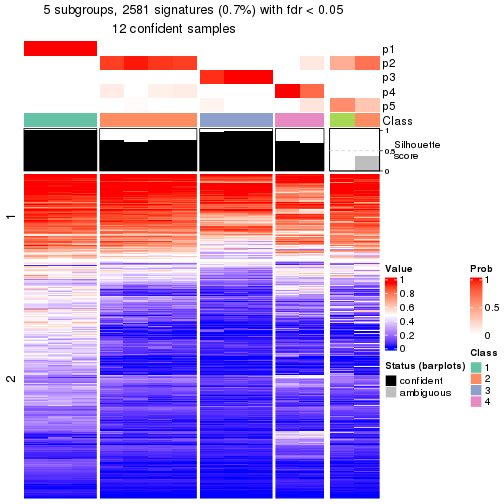 5 subgroups, 2581 signatures (0.7%) with fdr < 0.05
12 confident samples
p1
p2
p3
p4
p5
Class
1
0.5
0
Silhouette
score
1
2
Value
1
0.8
0.6
0.4
0.2
0
Status (barplots)
confident
ambiguous
Prob
1
0.5
0
Class
1
2
3
4